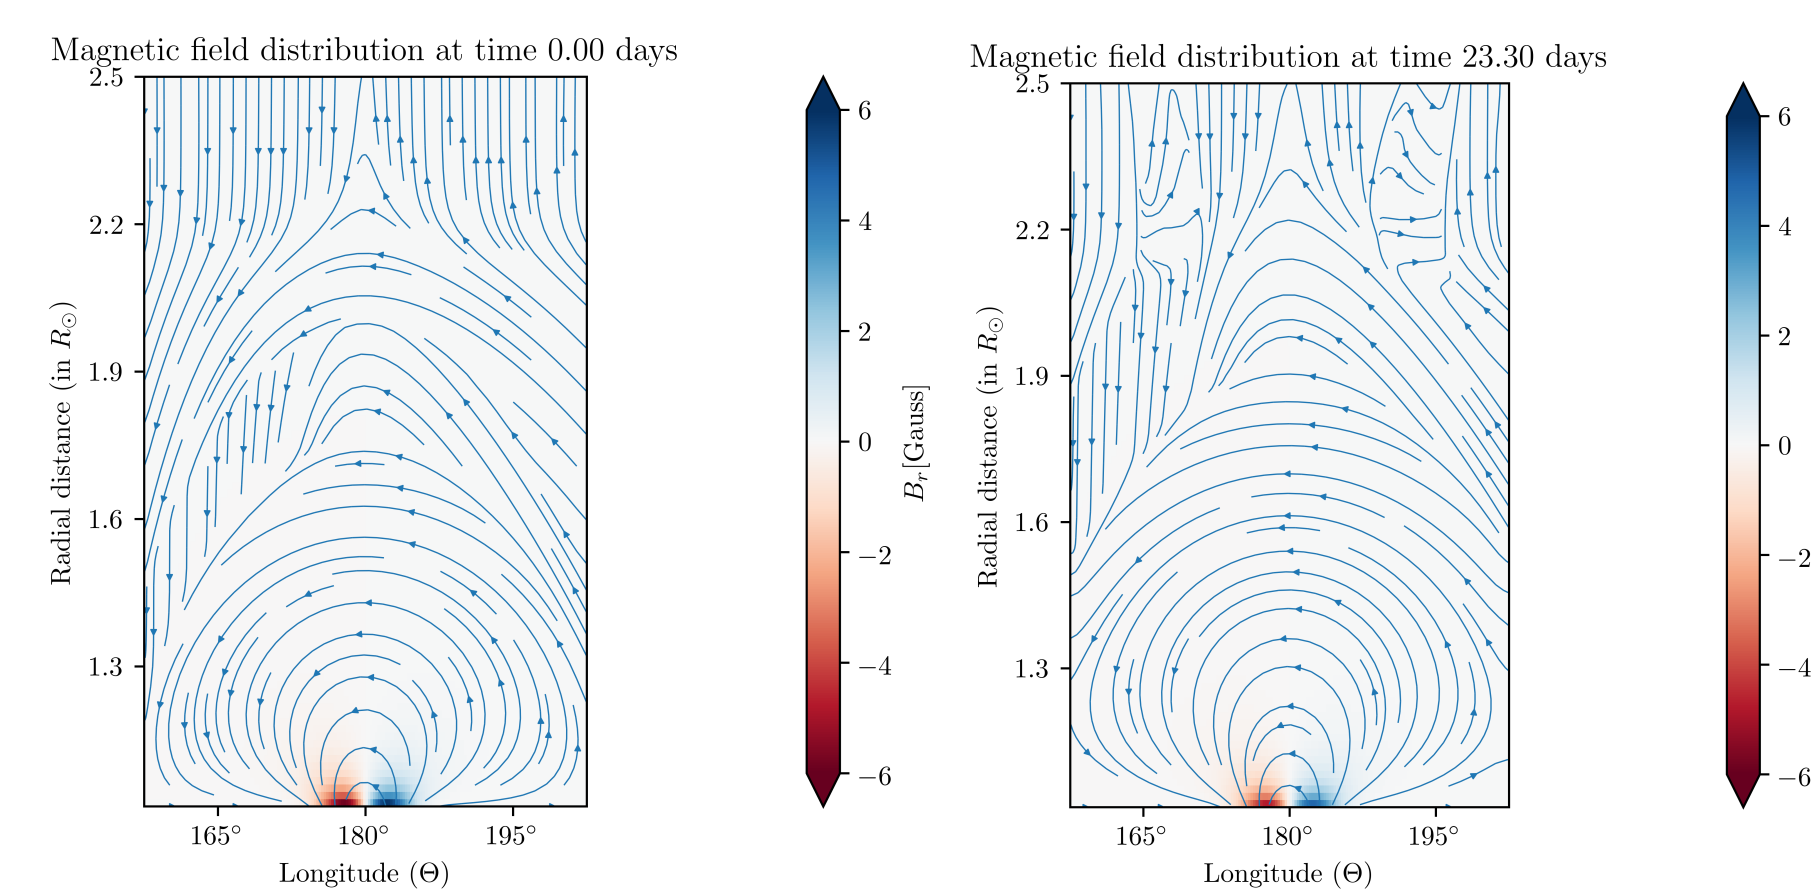 Magnetic field distribution at time 0.00 days
2.5
2.2
1.9
1.6
1.3
Radial distance (in R⊙)
165° 180° 195°
Longitude (Θ)
6
4
2
0
−2
−4
−6
B_r[Gauss]
Magnetic field distribution at time 23.30 days
2.5
2.2
1.9
1.6
1.3
Radial distance (in R⊙)
165° 180° 195°
Longitude (Θ)
6
4
2
0
−2
−4
−6